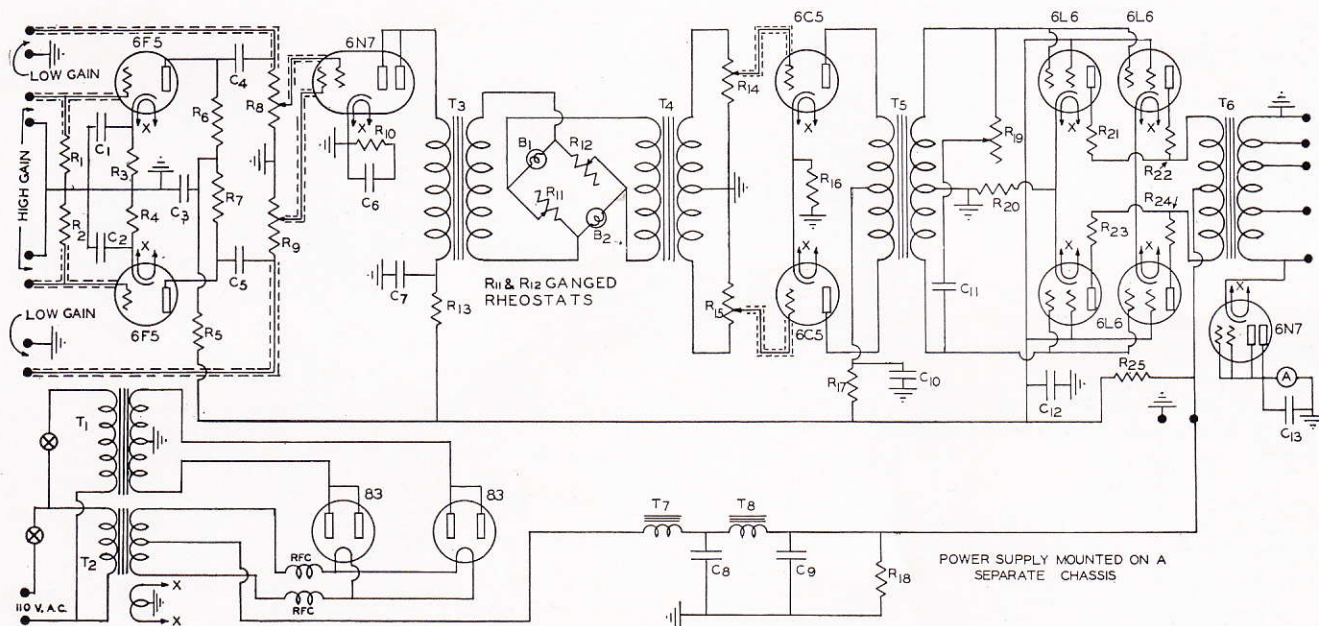 6F5
LOW GAIN
C4
R6
R8
6N7
R10
C6
T3
B1
R12
R11
B2
T4
R14
6C5
R16
T5
R19
6L6
6L6
R21
R22
T6
HIGH GAIN
R1
C1
R3
C3
R7
R2
R4
C2
C5
R9
R20
R24
R23
X
X
X
X
X
X
X
X
X
X
C7
R13
R11 & R12 GANGED
RHEOSTATS
R15
6C5
C11
6L6
6N7
6F5
R5
LOW GAIN
R17
C10
R25
C12
A
C13
T1
83
83
T7
T8
T2
RFC
RFC
C8
C9
R18
POWER SUPPLY MOUNTED ON A
SEPARATE CHASSIS
X
X
110 V. A.C.